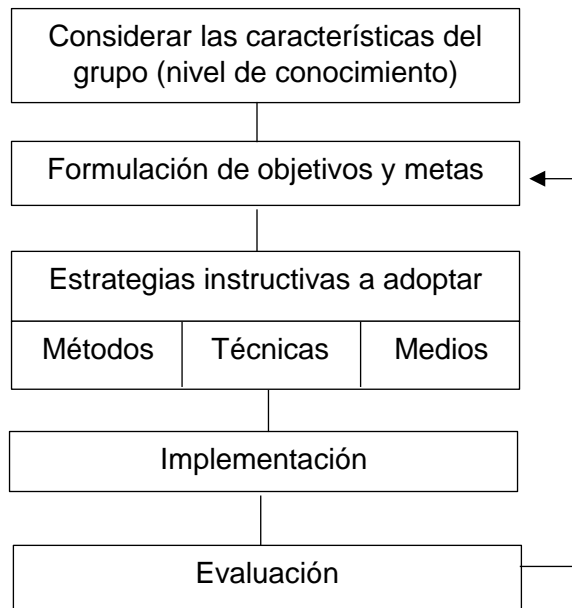 Considerar las características del
grupo (nivel de conocimiento)
Formulación de objetivos y metas
Estrategias instructivas a adoptar
Métodos Técnicas Medios
Implementación
Evaluación